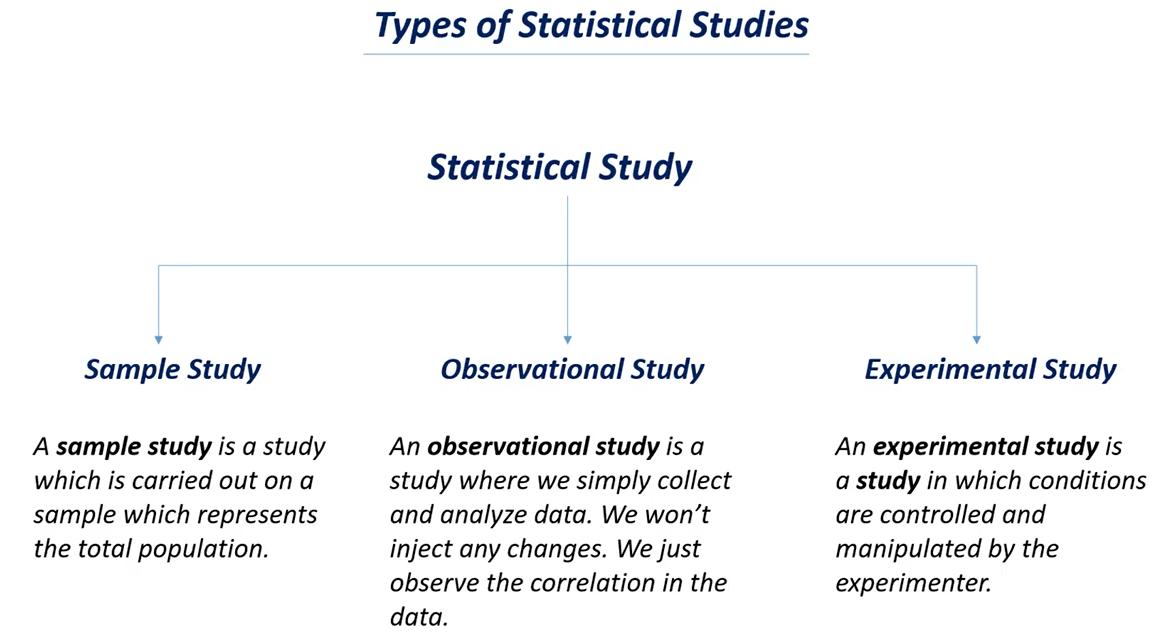 Types of Statistical Studies
Statistical Study
Sample Study
A sample study is a study
which is carried out on a
sample which represents
the total population.
Observational Study
An observational study is a
study where we simply collect
and analyze data. We won’t
inject any changes. We just
observe the correlation in the
data.
Experimental Study
An experimental study is
a study in which conditions
are controlled and
manipulated by the
experimenter.